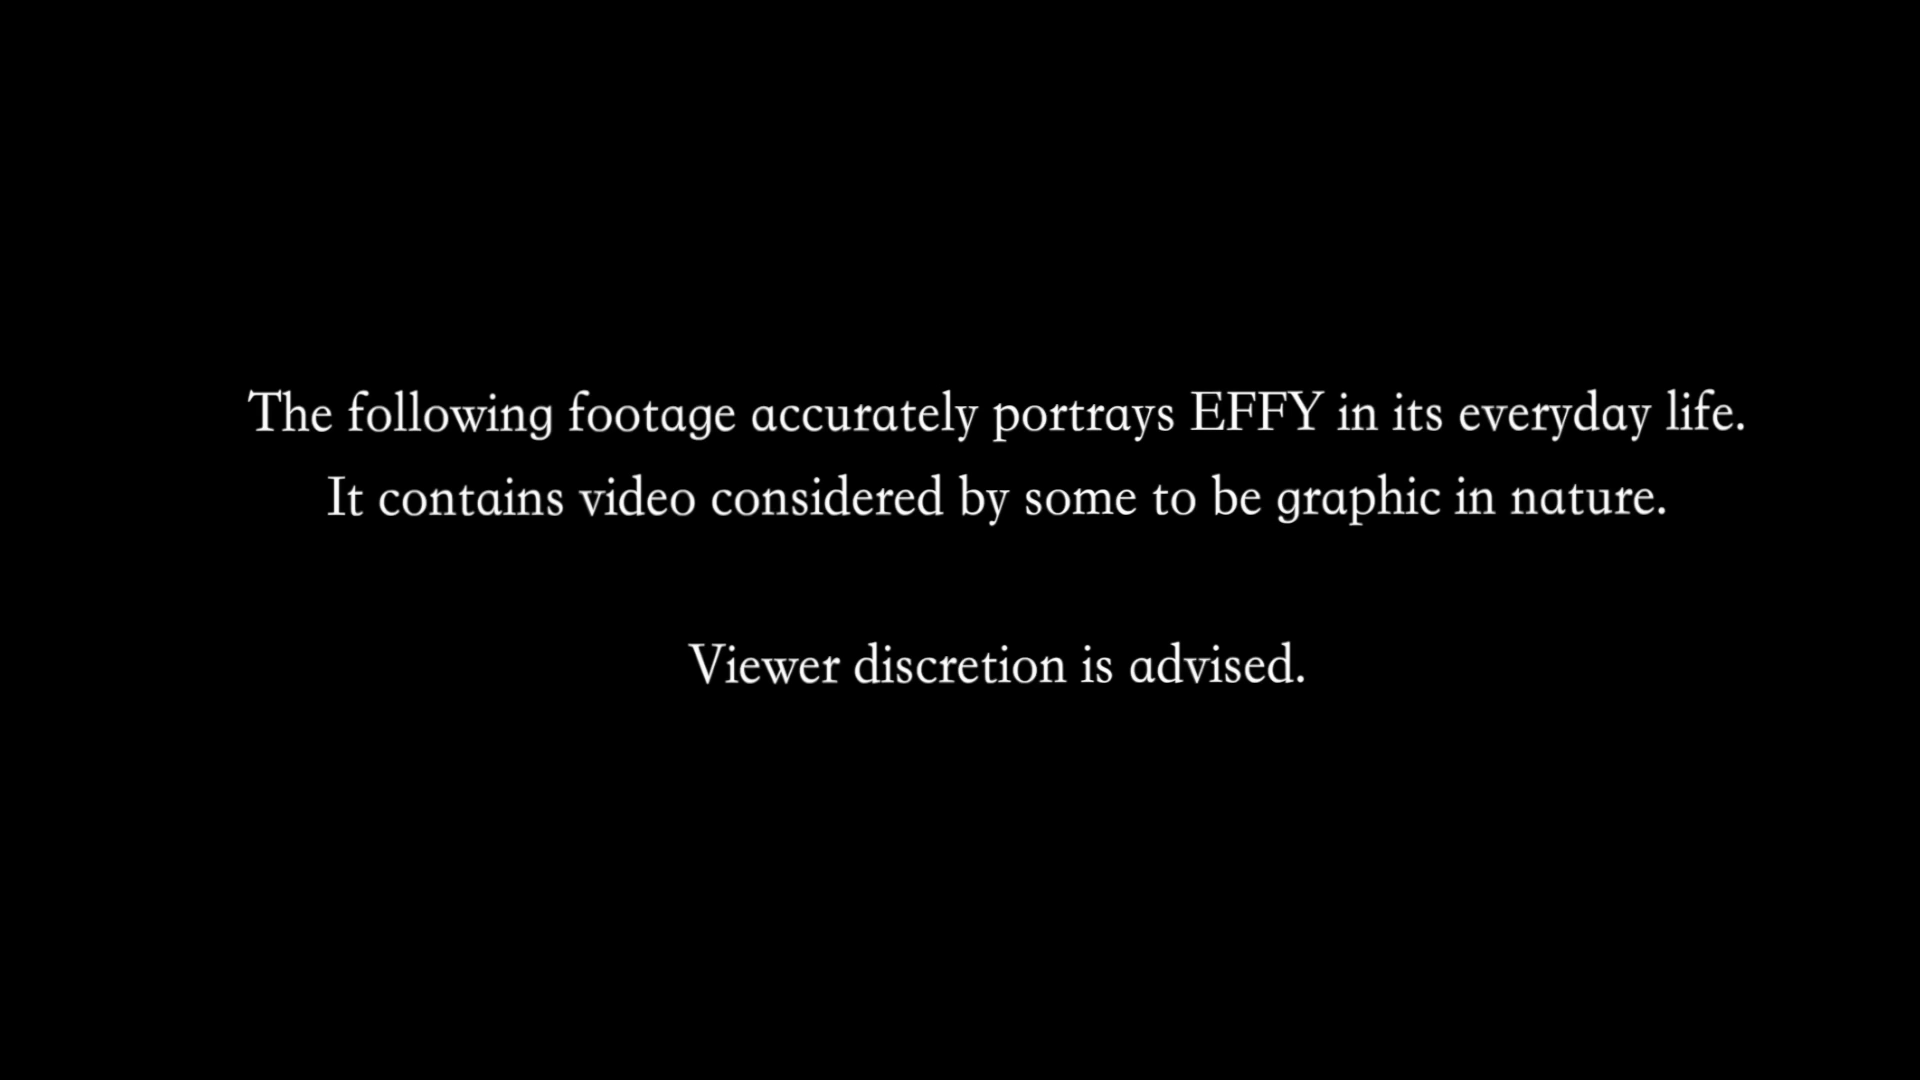 The following footage accurately portrays EFFY in its everyday life.
It contains video considered by some to be graphic in nature.
Viewer discretion is advised.